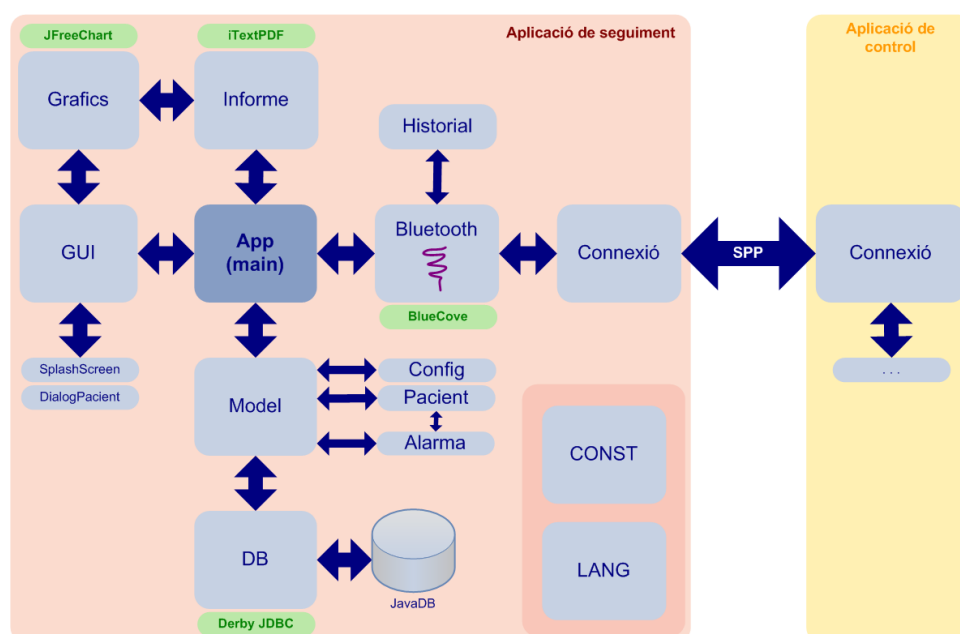 JFreeChart
iTextPDF
Aplicació de seguiment
Aplicació de
control
Grafics
Informe
Historial
GUI
App
(main)
Bluetooth
Connexió
SPP
Connexió
BlueCove
SplashScreen
DialogPacient
Model
Config
Pacient
Alarma
. . .
CONST
DB
JavaDB
LANG
Derby JDBC